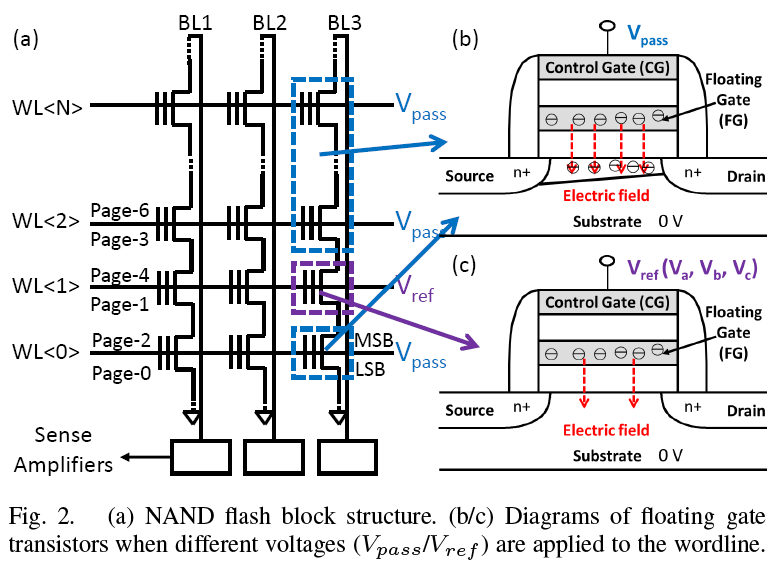 (a)
BL1 BL2 BL3
WL<N>
Vpass
Page-6
WL<2>
Page-3
Vpass
Page-4
WL<1>
Page-1
Vref
Page-2
WL<0>
Page-0
MSB
LSB
Vpass
Sense
Amplifiers
(b)
Vpass
Control Gate (CG)
Floating
Gate
(FG)
Source n+ n+ Drain
Electric field
Substrate 0 V
(c)
Vref (Va, Vb, Vc)
Control Gate (CG)
Floating
Gate
(FG)
Source n+ n+ Drain
Electric field
Substrate 0 V
Fig. 2. (a) NAND flash block structure. (b/c) Diagrams of floating gate
transistors when different voltages (Vpass/Vref) are applied to the wordline.